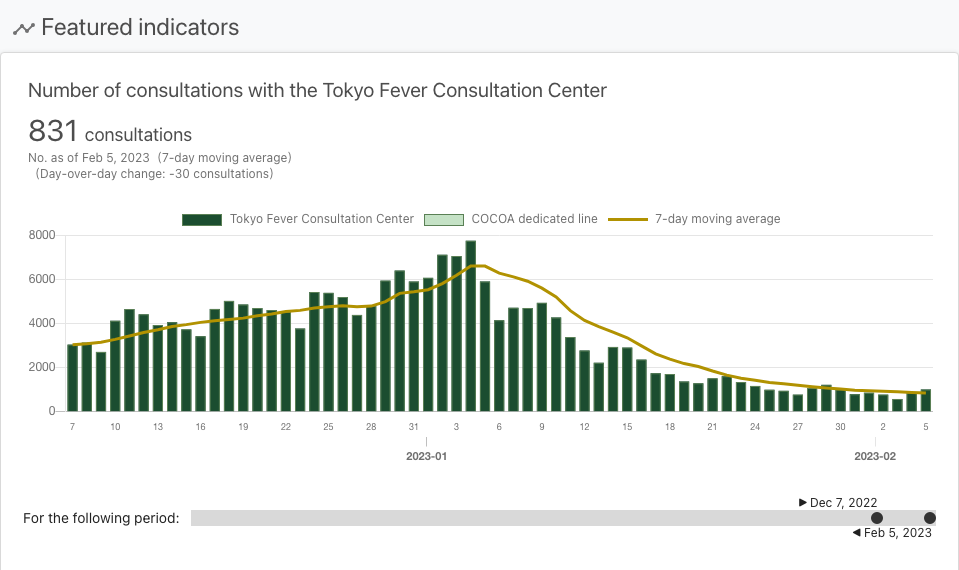 Featured indicators
Number of consultations with the Tokyo Fever Consultation Center
831 consultations
No. as of Feb 5, 2023 (7-day moving average)
(Day-over-day change: -30 consultations)
Tokyo Fever Consultation Center COCOA dedicated line 7-day moving average
8000
6000
4000
2000
0
7 10 13 16 19 22 25 28 31 3 6 9 12 15 18 21 24 27 30 2 5
2023-01 2023-02
▶ Dec 7, 2022
For the following period:
◀ Feb 5, 2023